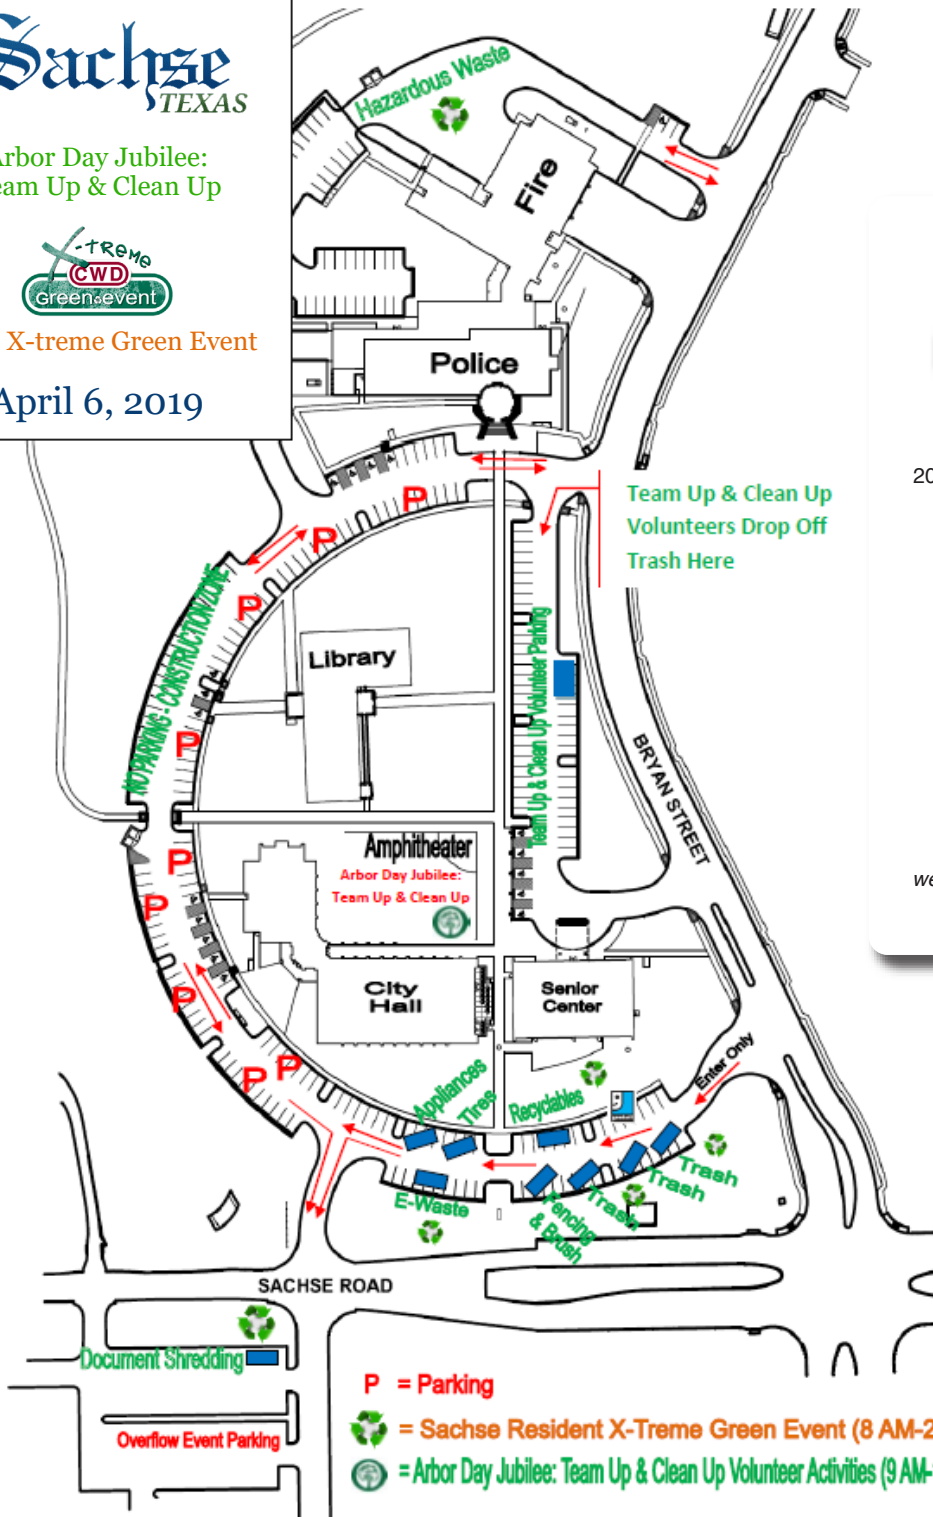 Sachse
TEXAS
Arbor Day Jubilee:
Team Up & Clean Up
X-TREME
CWD
Green event
X-treme Green Event
April 6, 2019
Hazardous Waste
Fire
Police
P
P
P
P
P
P
P
P
P
Team Up & Clean Up
Volunteers Drop Off
Trash Here
20
NO PARKING - CONSTRUCTION ZONE
Library
Team Up & Clean Up Volunteer Parking
BRYAN STREET
Amphitheater
Arbor Day Jubilee:
Team Up & Clean Up
we
City
Hall
Senior
Center
Enter Only
Appliances
Tires
Recyclables
Trash
Trash
Trash
Fencing
& Brush
E-Waste
SACHSE ROAD
Document Shredding
Overflow Event Parking
P = Parking
= Sachse Resident X-Treme Green Event (8 AM-2
= Arbor Day Jubilee: Team Up & Clean Up Volunteer Activities (9 AM-